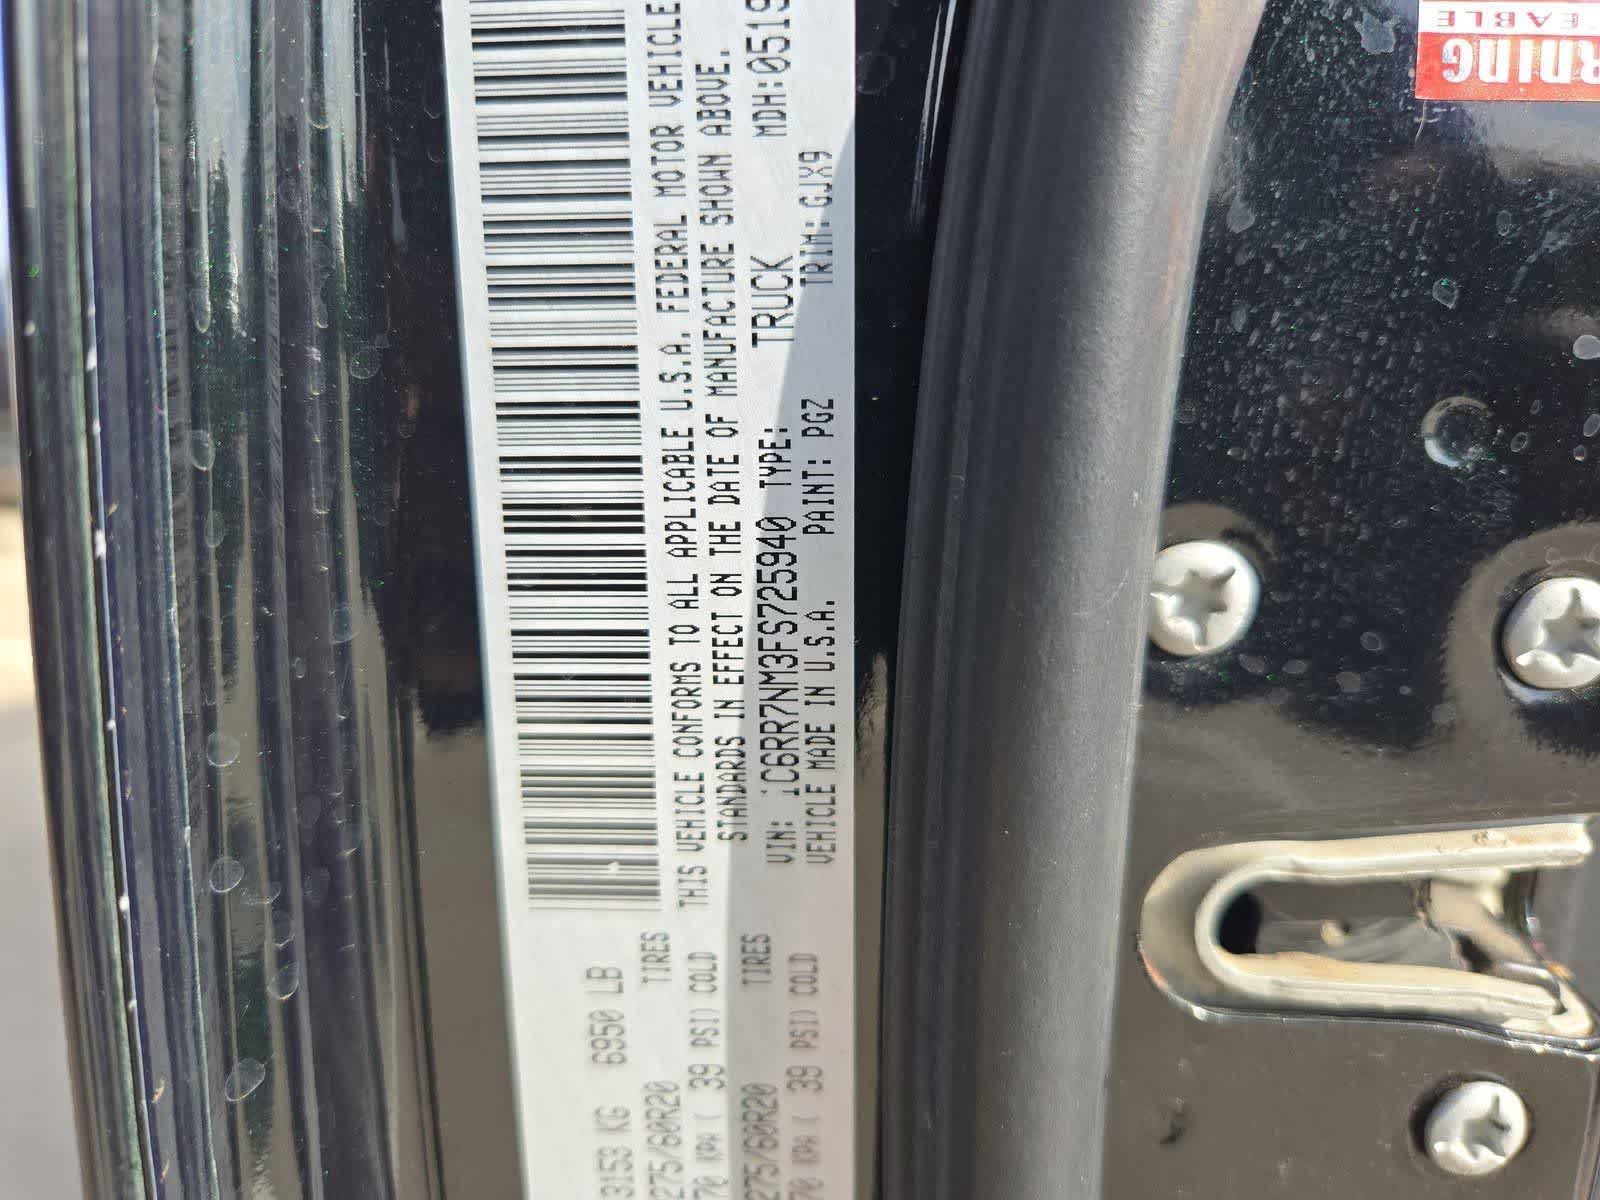 3153 KG 6950 LB
275/60R20 TIRES
70 KPA ( 39 PSI) COLD
275/60R20 TIRES
70 KPA ( 39 PSI) COLD
THIS VEHICLE CONFORMS TO ALL APPLICABLE U.S.A. FEDERAL MOTOR VEHICLE
STANDARDS IN EFFECT ON THE DATE OF MANUFACTURE SHOWN ABOVE.
VIN: 1C6RR7NM3FS725940 TYPE: TRUCK MDH:0519
VEHICLE MADE IN U.S.A. PAINT: PGZ TRIM:GJX9
RNING
EABLE